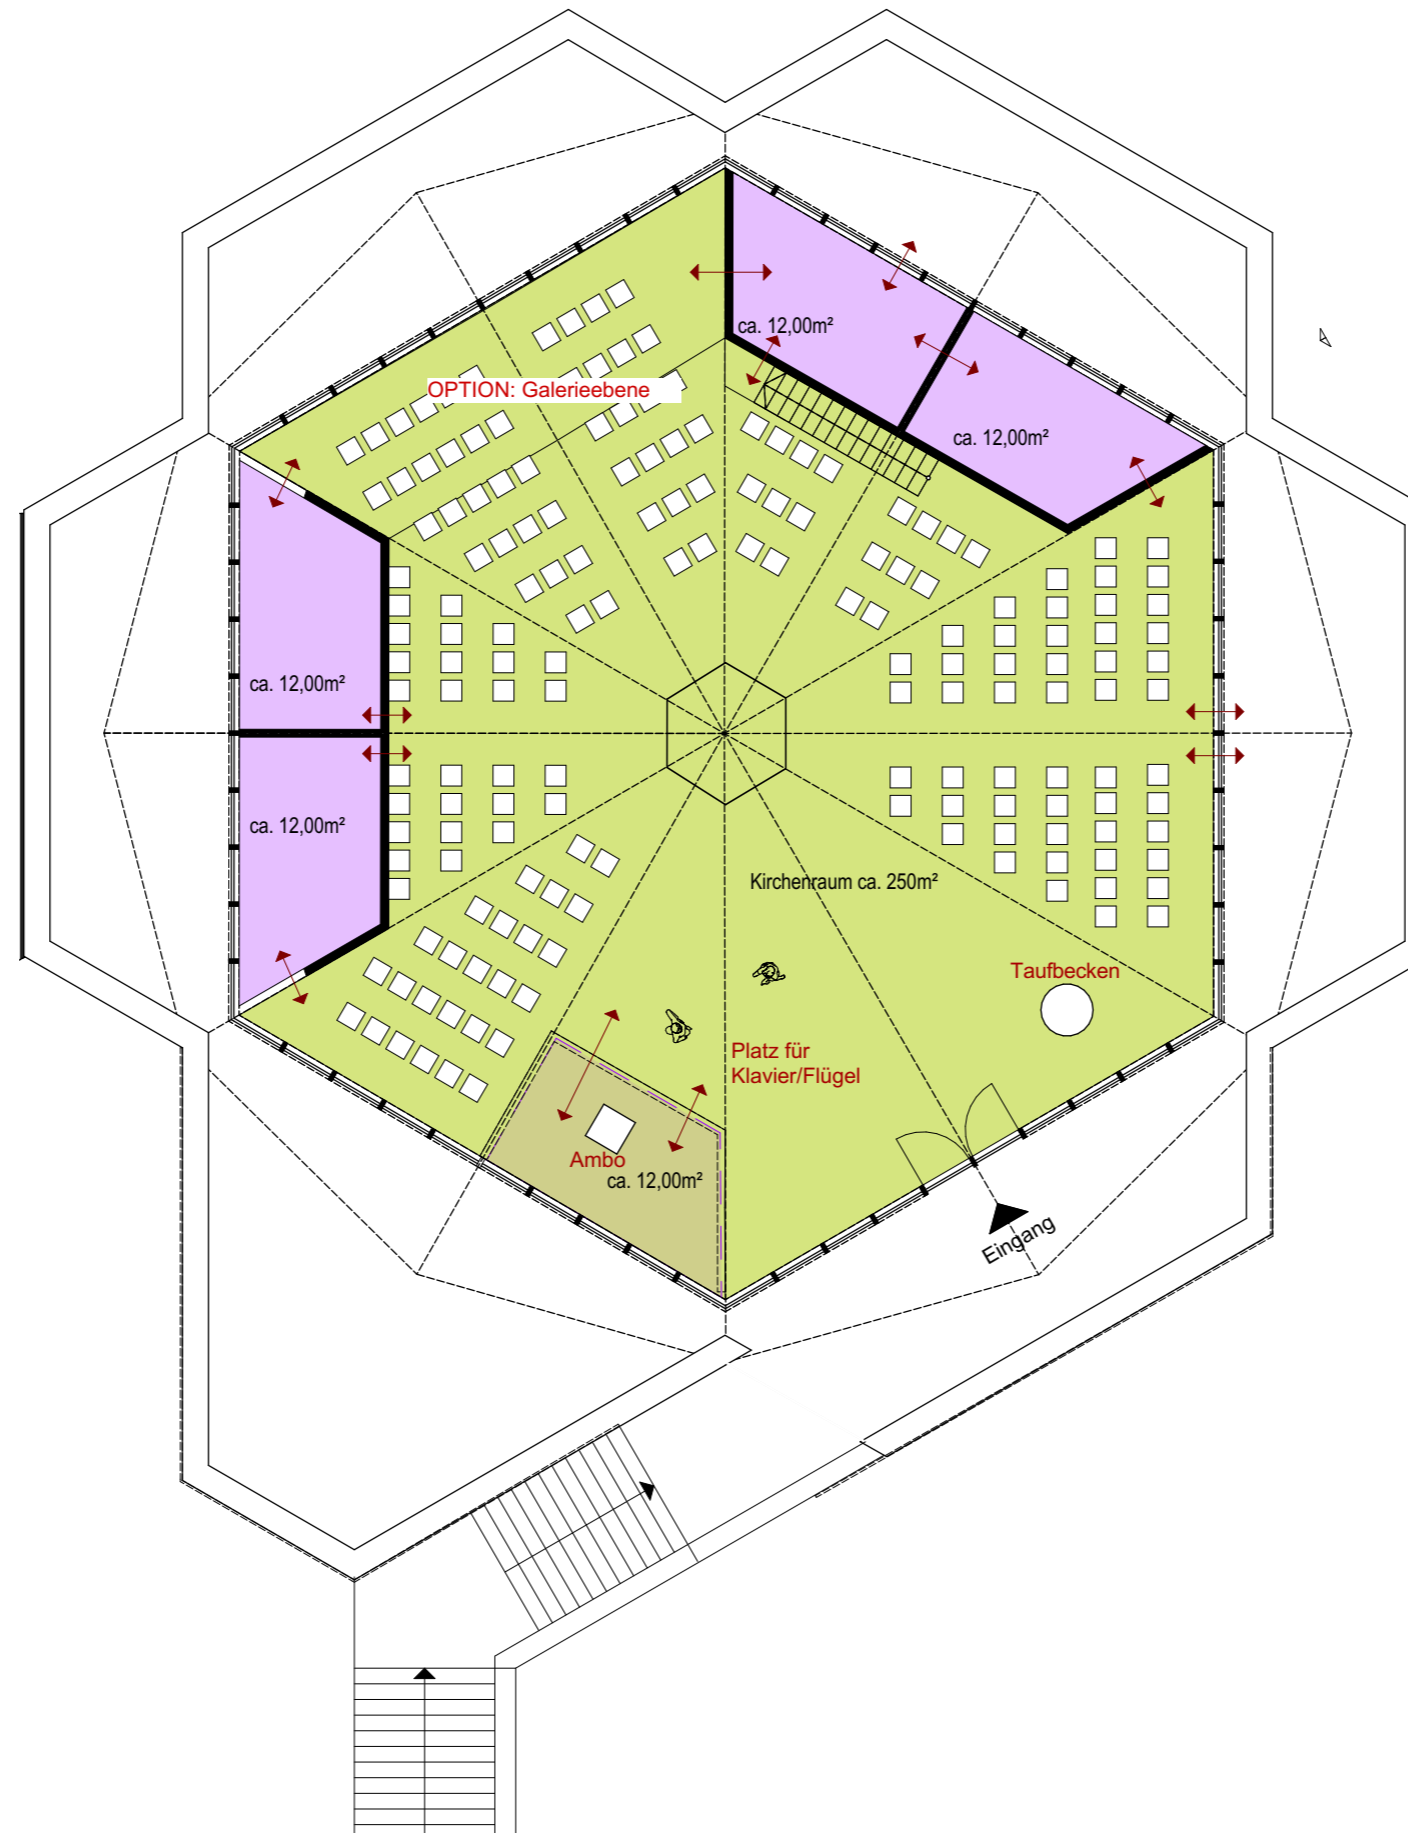 ca. 12,00m²
OPTION: Galerieebene
ca. 12,00m²
ca. 12,00m²
ca. 12,00m²
Kirchenraum ca. 250m²
Taufbecken
Platz für
Klavier/Flügel
Ambo
ca. 12,00m²
Eingang